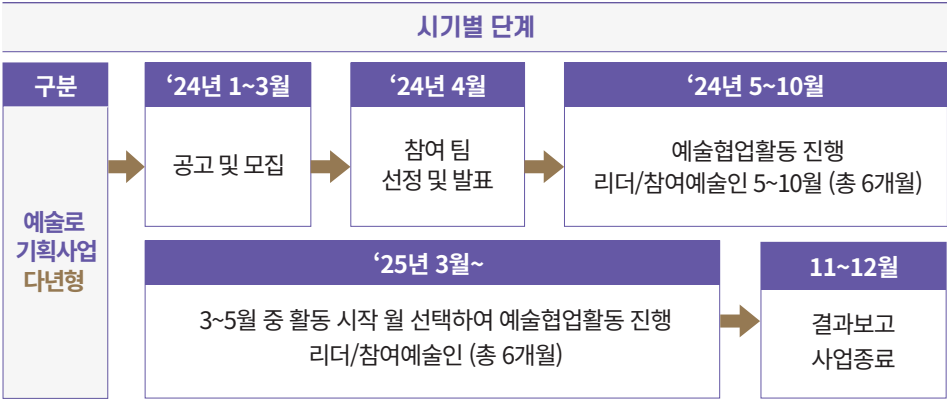 시기별 단계
구분
예술로
기획사업
다년형
‘24년 1~3월
공고 및 모집
‘24년 4월
참여 팀
선정 및 발표
‘24년 5~10월
예술협업활동 진행
리더/참여예술인 5~10월 (총 6개월)
‘25년 3월~
3~5월 중 활동 시작 월 선택하여 예술협업활동 진행
리더/참여예술인 (총 6개월)
11~12월
결과보고
사업종료